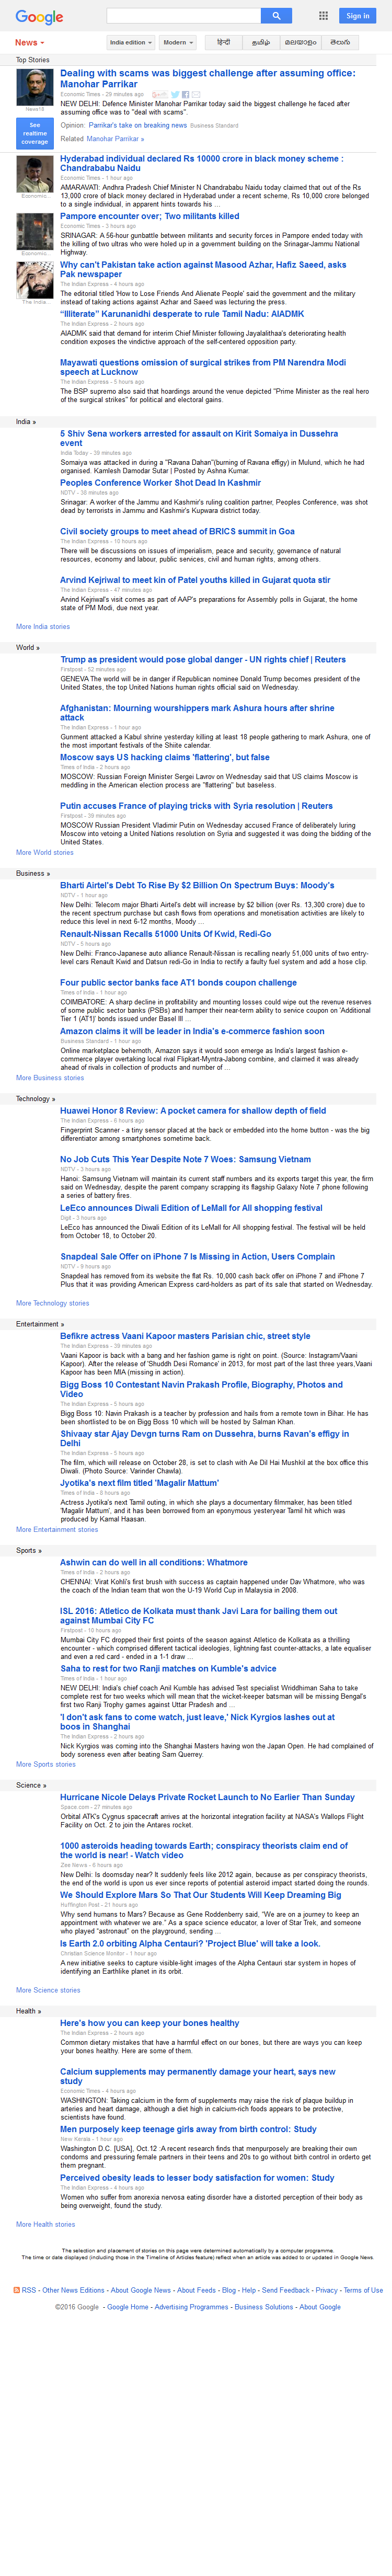 Google
Sign in
News
India edition
Modern
हिन्दी
தமிழ்
മലയാളം
తెలుగు
Top Stories
News18
See
realtime
coverage
Dealing with scams was biggest challenge after assuming office:
Manohar Parrikar
Economic Times - 29 minutes ago
NEW DELHI: Defence Minister Manohar Parrikar today said the biggest challenge he faced after
assuming office was to "deal with scams".
Opinion: Parrikar's take on breaking news Business Standard
Related Manohar Parrikar »
Economic...
Hyderabad individual declared Rs 10000 crore in black money scheme :
Chandrababu Naidu
Economic Times - 1 hour ago
AMARAVATI: Andhra Pradesh Chief Minister N Chandrababu Naidu today claimed that out of the Rs
13,000 crore of black money declared in Hyderabad under a recent scheme, Rs 10,000 crore belonged
to a single individual, in apparent hints towards his ...
Economic...
Pampore encounter over; Two militants killed
Economic Times - 3 hours ago
SRINAGAR: A 56-hour gunbattle between militants and security forces in Pampore ended today with
the killing of two ultras who were holed up in a government building on the Srinagar-Jammu National
Highway.
The India...
Why can't Pakistan take action against Masood Azhar, Hafiz Saeed, asks
Pak newspaper
The Indian Express - 4 hours ago
The editorial titled 'How to Lose Friends And Alienate People' said the government and the military
instead of taking actions against Azhar and Saeed was lecturing the press.
“Illiterate” Karunanidhi desperate to rule Tamil Nadu: AIADMK
The Indian Express - 2 hours ago
AIADMK said that demand for interim Chief Minister following Jayalalithaa's deteriorating health
condition exposes the vindictive approach of the self-centered opposition party.
Mayawati questions omission of surgical strikes from PM Narendra Modi
speech at Lucknow
The Indian Express - 5 hours ago
The BSP supremo also said that hoardings around the venue depicted "Prime Minister as the real hero
of the surgical strikes" for political and electoral gains.
India »
5 Shiv Sena workers arrested for assault on Kirit Somaiya in Dussehra
event
India Today - 39 minutes ago
Somaiya was attacked in during a "Ravana Dahan"(burning of Ravana effigy) in Mulund, which he had
organised. Kamlesh Damodar Sutar | Posted by Ashna Kumar.
Peoples Conference Worker Shot Dead In Kashmir
NDTV - 38 minutes ago
Srinagar: A worker of the Jammu and Kashmir's ruling coalition partner, Peoples Conference, was shot
dead by terrorists in Jammu and Kashmir's Kupwara district today.
Civil society groups to meet ahead of BRICS summit in Goa
The Indian Express - 10 hours ago
There will be discussions on issues of imperialism, peace and security, governance of natural
resources, economy and labour, public services, civil and human rights, among others.
Arvind Kejriwal to meet kin of Patel youths killed in Gujarat quota stir
The Indian Express - 47 minutes ago
Arvind Kejriwal's visit comes as part of AAP's preparations for Assembly polls in Gujarat, the home
state of PM Modi, due next year.
More India stories
World »
Trump as president would pose global danger - UN rights chief | Reuters
Firstpost - 52 minutes ago
GENEVA The world will be in danger if Republican nominee Donald Trump becomes president of the
United States, the top United Nations human rights official said on Wednesday.
Afghanistan: Mourning wourshippers mark Ashura hours after shrine
attack
The Indian Express - 1 hour ago
Gunment attacked a Kabul shrine yesterday killing at least 18 people gathering to mark Ashura, one of
the most important festivals of the Shiite calendar.
Moscow says US hacking claims 'flattering', but false
Times of India - 2 hours ago
MOSCOW: Russian Foreign Minister Sergei Lavrov on Wednesday said that US claims Moscow is
meddling in the American election process are "flattering" but baseless.
Putin accuses France of playing tricks with Syria resolution | Reuters
Firstpost - 39 minutes ago
MOSCOW Russian President Vladimir Putin on Wednesday accused France of deliberately luring
Moscow into vetoing a United Nations resolution on Syria and suggested it was doing the bidding of the
United States.
More World stories
Business »
Bharti Airtel's Debt To Rise By $2 Billion On Spectrum Buys: Moody's
NDTV - 1 hour ago
New Delhi: Telecom major Bharti Airtel's debt will increase by $2 billion (over Rs. 13,300 crore) due to
the recent spectrum purchase but cash flows from operations and monetisation activities are likely to
reduce this level in next 6-12 months, Moody ...
Renault-Nissan Recalls 51000 Units Of Kwid, Redi-Go
NDTV - 5 hours ago
New Delhi: Franco-Japanese auto alliance Renault-Nissan is recalling nearly 51,000 units of two entry-
level cars Renault Kwid and Datsun redi-Go in India to rectify a faulty fuel system and add a hose clip.
Four public sector banks face AT1 bonds coupon challenge
Times of India - 1 hour ago
COIMBATORE: A sharp decline in profitability and mounting losses could wipe out the revenue reserves
of some public sector banks (PSBs) and hamper their near-term ability to service coupon on 'Additional
Tier 1 (AT1)' bonds issued under Basel III ...
Amazon claims it will be leader in India's e-commerce fashion soon
Business Standard - 1 hour ago
Online marketplace behemoth, Amazon says it would soon emerge as India's largest fashion e-
commerce player overtaking local rival Flipkart-Myntra-Jabong combine, and claimed it was already
ahead of rivals in collection of products and number of ...
More Business stories
Technology »
Huawei Honor 8 Review: A pocket camera for shallow depth of field
The Indian Express - 6 hours ago
Fingerprint Scanner - a tiny sensor placed at the back or embedded into the home button - was the big
differentiator among smartphones sometime back.
No Job Cuts This Year Despite Note 7 Woes: Samsung Vietnam
NDTV - 3 hours ago
Hanoi: Samsung Vietnam will maintain its current staff numbers and its exports target this year, the firm
said on Wednesday, despite the parent company scrapping its flagship Galaxy Note 7 phone following
a series of battery fires.
LeEco announces Diwali Edition of LeMall for All shopping festival
Digit - 3 hours ago
LeEco has announced the Diwali Edition of its LeMall for All shopping festival. The festival will be held
from October 18, to October 20.
Snapdeal Sale Offer on iPhone 7 Is Missing in Action, Users Complain
NDTV - 9 hours ago
Snapdeal has removed from its website the flat Rs. 10,000 cash back offer on iPhone 7 and iPhone 7
Plus that it was providing American Express card-holders as part of its sale that started on Wednesday.
More Technology stories
Entertainment »
Befikre actress Vaani Kapoor masters Parisian chic, street style
The Indian Express - 39 minutes ago
Vaani Kapoor is back with a bang and her fashion game is right on point. (Source: Instagram/Vaani
Kapoor). After the release of 'Shuddh Desi Romance' in 2013, for most part of the last three years,Vaani
Kapoor has been MIA (missing in action).
Bigg Boss 10 Contestant Navin Prakash Profile, Biography, Photos and
Video
The Indian Express - 5 hours ago
Bigg Boss 10: Navin Prakash is a teacher by profession and hails from a remote town in Bihar. He has
been shortlisted to be on Bigg Boss 10 which will be hosted by Salman Khan.
Shivaay star Ajay Devgn turns Ram on Dussehra, burns Ravan's effigy in
Delhi
The Indian Express - 5 hours ago
The film, which will release on October 28, is set to clash with Ae Dil Hai Mushkil at the box office this
Diwali. (Photo Source: Varinder Chawla).
Jyotika's next film titled 'Magalir Mattum'
Times of India - 8 hours ago
Actress Jyotika's next Tamil outing, in which she plays a documentary filmmaker, has been titled
'Magalir Mattum', and it has been borrowed from an eponymous yesteryear Tamil hit which was
produced by Kamal Haasan.
More Entertainment stories
Sports »
Ashwin can do well in all conditions: Whatmore
Times of India - 2 hours ago
CHENNAI: Virat Kohli's first brush with success as captain happened under Dav Whatmore, who was
the coach of the Indian team that won the U-19 World Cup in Malaysia in 2008.
ISL 2016: Atletico de Kolkata must thank Javi Lara for bailing them out
against Mumbai City FC
Firstpost - 10 hours ago
Mumbai City FC dropped their first points of the season against Atletico de Kolkata as a thrilling
encounter - which comprised different tactical ideologies, lightning fast counter-attacks, a late equaliser
and even a red card - ended in a 1-1 draw ...
Saha to rest for two Ranji matches on Kumble's advice
Times of India - 1 hour ago
NEW DELHI: India's chief coach Anil Kumble has advised Test specialist Wriddhiman Saha to take
complete rest for two weeks which will mean that the wicket-keeper batsman will be missing Bengal's
first two Ranji Trophy games against Uttar Pradesh and ...
'I don't ask fans to come watch, just leave,' Nick Kyrgios lashes out at
boos in Shanghai
The Indian Express - 2 hours ago
Nick Kyrgios was coming into the Shanghai Masters having won the Japan Open. He had complained of
body soreness even after beating Sam Querrey.
More Sports stories
Science »
Hurricane Nicole Delays Private Rocket Launch to No Earlier Than Sunday
Space.com - 27 minutes ago
Orbital ATK's Cygnus spacecraft arrives at the horizontal integration facility at NASA's Wallops Flight
Facility on Oct. 2 to join the Antares rocket.
1000 asteroids heading towards Earth; conspiracy theorists claim end of
the world is near! - Watch video
Zee News - 6 hours ago
New Delhi: Is doomsday near? It suddenly feels like 2012 again, because as per conspiracy theorists,
the end of the world is upon us ever since reports of potential asteroid impact started doing the rounds.
We Should Explore Mars So That Our Students Will Keep Dreaming Big
Huffington Post - 21 hours ago
Why send humans to Mars? Because as Gene Roddenberry said, "We are on a journey to keep an
appointment with whatever we are." As a space science educator, a lover of Star Trek, and someone
who played “astronaut” on the playground, sending ...
Is Earth 2.0 orbiting Alpha Centauri? 'Project Blue' will take a look.
Christian Science Monitor - 1 hour ago
A new initiative seeks to capture visible-light images of the Alpha Centauri star system in hopes of
identifying an Earthlike planet in its orbit.
More Science stories
Health »
Here's how you can keep your bones healthy
The Indian Express - 2 hours ago
Common dietary mistakes that have a harmful effect on our bones, but there are ways you can keep
your bones healthy. Here are some of them.
Calcium supplements may permanently damage your heart, says new
study
Economic Times - 4 hours ago
WASHINGTON: Taking calcium in the form of supplements may raise the risk of plaque buildup in
arteries and heart damage, although a diet high in calcium-rich foods appears to be protective,
scientists have found.
Men purposely keep teenage girls away from birth control: Study
New Kerala - 1 hour ago
Washington D.C. [USA], Oct.12 :A recent research finds that menpurposely are breaking their own
condoms and pressuring female partners in their teens and 20s to go without birth control in orderto get
them pregnant.
Perceived obesity leads to lesser body satisfaction for women: Study
The Indian Express - 4 hours ago
Women who suffer from anorexia nervosa eating disorder have a distorted perception of their body as
being overweight, found the study.
More Health stories
The selection and placement of stories on this page were determined automatically by a computer programme.
The time or date displayed (including those in the Timeline of Articles feature) reflect when an article was added to or updated in Google News.
RSS - Other News Editions - About Google News - About Feeds - Blog - Help - Send Feedback - Privacy - Terms of Use
©2016 Google - Google Home - Advertising Programmes - Business Solutions - About Google